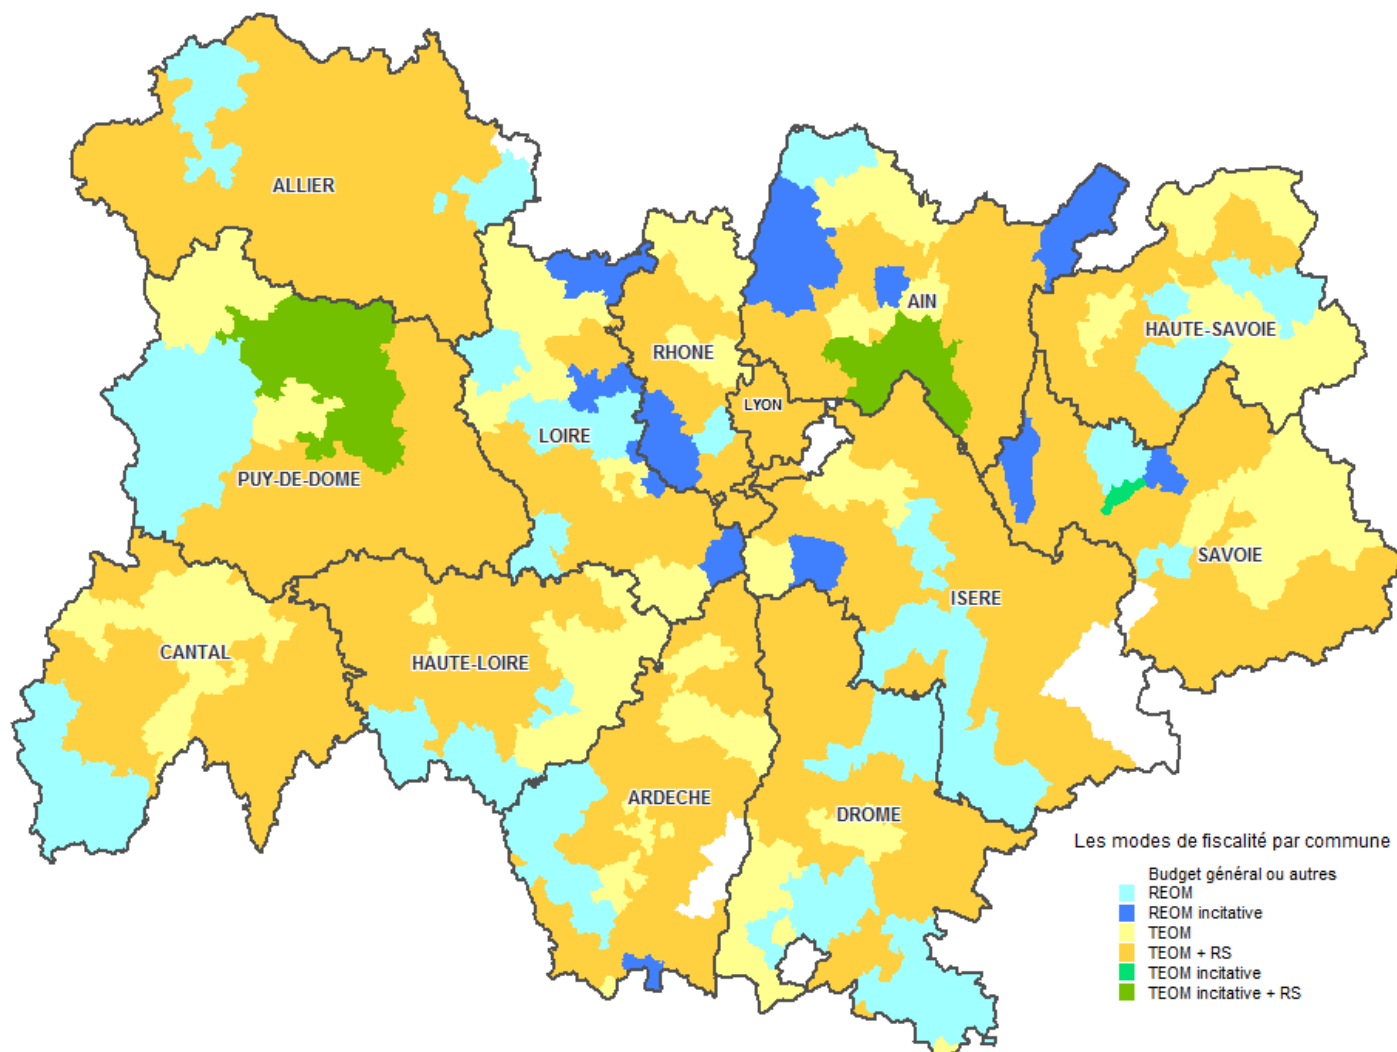 ALLIER
AIN
HAUTE-SAVOIE
RHONE
LYON
LOIRE
PUY-DE-DOME
SAVOIE
ISERE
CANTAL
HAUTE-LOIRE
ARDECHE
DROME
Les modes de fiscalité par commune
Budget général ou autres
REOM
REOM incitative
TEOM
TEOM + RS
TEOM incitative
TEOM incitative + RS